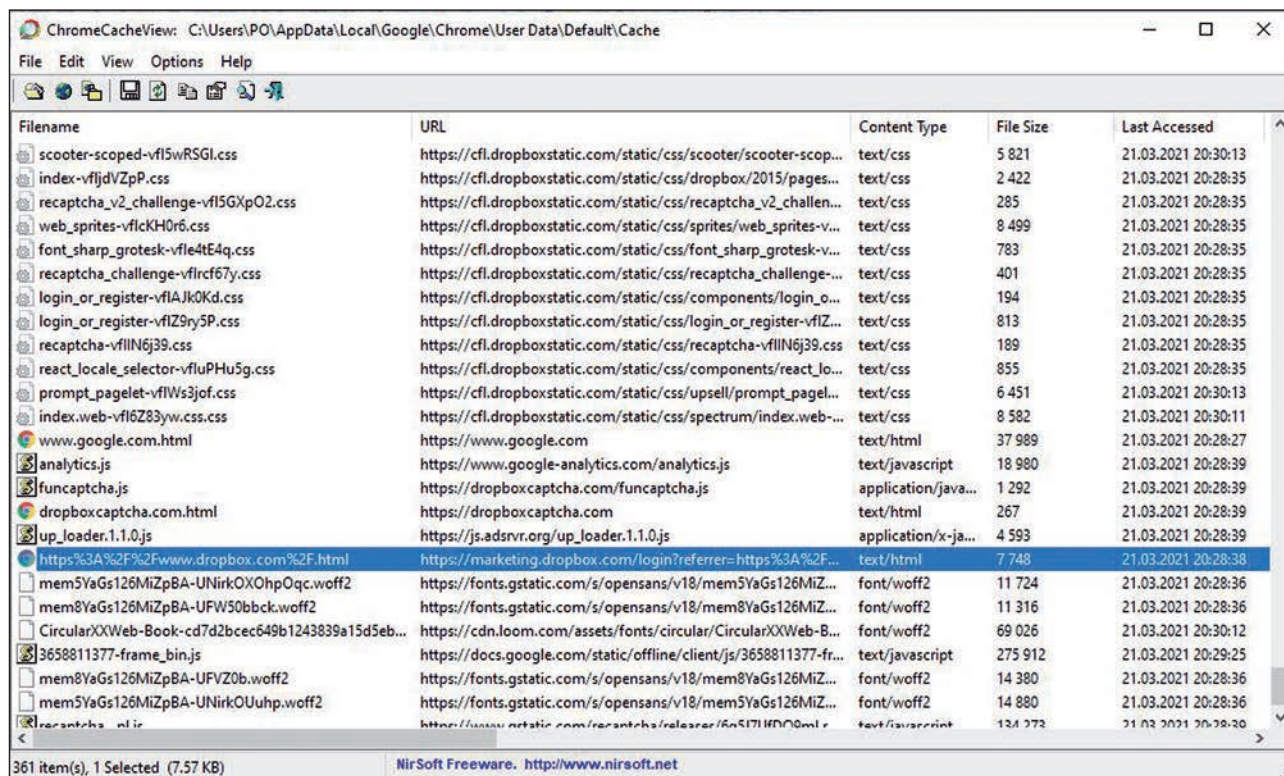 ChromeCacheView: C:\Users\PO\AppData\Local\Google\Chrome\User Data\Default\Cache
File Edit View Options Help
Filename URL Content Type File Size Last Accessed
scooter-scoped-vfl5wRSGl.css https://cfl.dropboxstatic.com/static/css/scooter/scooter-scop... text/css 5 821 21.03.2021 20:30:13
index-vfljdVZpP.css https://cfl.dropboxstatic.com/static/css/dropbox/2015/pages... text/css 2 422 21.03.2021 20:28:35
recaptcha_v2_challenge-vfl5GXpO2.css https://cfl.dropboxstatic.com/static/css/recaptcha_v2_challen... text/css 285 21.03.2021 20:28:35
web_sprites-vflcKH0r6.css https://cfl.dropboxstatic.com/static/css/sprites/web_sprites-v... text/css 8 499 21.03.2021 20:28:35
font_sharp_grotesk-vfle4tE4q.css https://cfl.dropboxstatic.com/static/css/font_sharp_grotesk-v... text/css 783 21.03.2021 20:28:35
recaptcha_challenge-vflrcf67y.css https://cfl.dropboxstatic.com/static/css/recaptcha_challenge-... text/css 401 21.03.2021 20:28:35
login_or_register-vflAJk0Kd.css https://cfl.dropboxstatic.com/static/css/components/login_o... text/css 194 21.03.2021 20:28:35
login_or_register-vflZ9ry5P.css https://cfl.dropboxstatic.com/static/css/login_or_register-vflZ... text/css 813 21.03.2021 20:28:35
recaptcha-vfllN6j39.css https://cfl.dropboxstatic.com/static/css/recaptcha-vfllN6j39.css text/css 189 21.03.2021 20:28:35
react_locale_selector-vfluPHu5g.css https://cfl.dropboxstatic.com/static/css/components/react_lo... text/css 855 21.03.2021 20:28:35
prompt_pagelet-vflWs3jof.css https://cfl.dropboxstatic.com/static/css/upsell/prompt_pagel... text/css 6 451 21.03.2021 20:30:13
index.web-vfl6Z83yw.css.css https://cfl.dropboxstatic.com/static/css/spectrum/index.web-... text/css 8 582 21.03.2021 20:30:11
www.google.com.html https://www.google.com text/html 37 989 21.03.2021 20:28:27
analytics.js https://www.google-analytics.com/analytics.js text/javascript 18 980 21.03.2021 20:28:39
funcaptcha.js https://dropboxcaptcha.com/funcaptcha.js application/java... 1 292 21.03.2021 20:28:39
dropboxcaptcha.com.html https://dropboxcaptcha.com text/html 267 21.03.2021 20:28:39
up_loader.1.1.0.js https://js.adsrvr.org/up_loader.1.1.0.js application/x-ja... 4 593 21.03.2021 20:28:39
https%3A%2F%2Fwww.dropbox.com%2F.html https://marketing.dropbox.com/login?referrer=https%3A%2F... text/html 7 748 21.03.2021 20:28:38
mem5YaGs126MiZpBA-UNirkOXOhpOqc.woff2 https://fonts.gstatic.com/s/opensans/v18/mem5YaGs126MiZ... font/woff2 11 724 21.03.2021 20:28:36
mem8YaGs126MiZpBA-UFW50bbck.woff2 https://fonts.gstatic.com/s/opensans/v18/mem8YaGs126MiZ... font/woff2 11 316 21.03.2021 20:28:36
CircularXXWeb-Book-cd7d2bcec649b1243839a15d5eb... https://cdn.loom.com/assets/fonts/circular/CircularXXWeb-B... font/woff2 69 026 21.03.2021 20:30:12
3658811377-frame_bin.js https://docs.google.com/static/offline/client/js/3658811377-fr... text/javascript 275 912 21.03.2021 20:29:25
mem8YaGs126MiZpBA-UFVZ0b.woff2 https://fonts.gstatic.com/s/opensans/v18/mem8YaGs126MiZ... font/woff2 14 380 21.03.2021 20:28:36
mem5YaGs126MiZpBA-UNirkOUuhp.woff2 https://fonts.gstatic.com/s/opensans/v18/mem5YaGs126MiZ... font/woff2 14 880 21.03.2021 20:28:36
text/javascript 134 273 21.03.2021 20:28:39
361 item(s), 1 Selected (7.57 KB) NirSoft Freeware. http://www.nirsoft.net